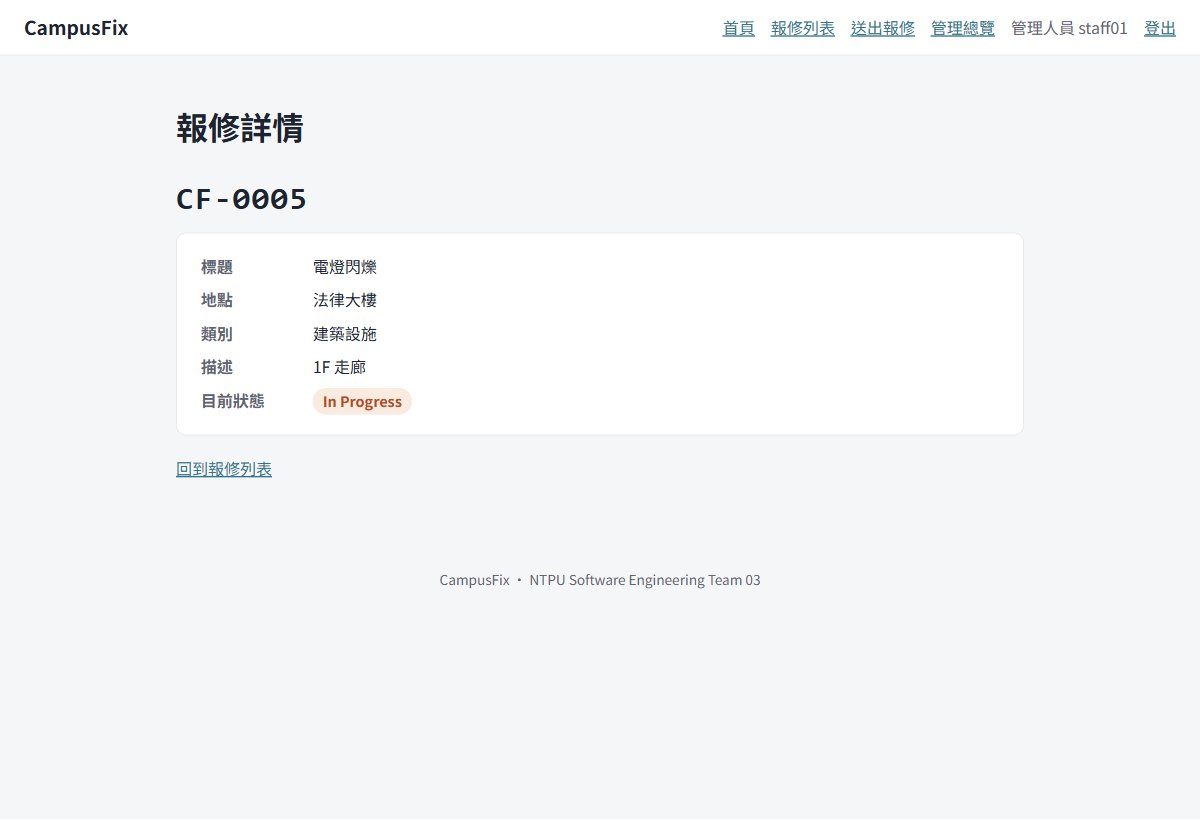 CampusFix
首頁 報修列表 送出報修 管理總覽 管理人員 staff01 登出
報修詳情
CF-0005
標題 電燈閃爍
地點 法律大樓
類別 建築設施
描述 1F 走廊
目前狀態 In Progress
回到報修列表
CampusFix · NTPU Software Engineering Team 03